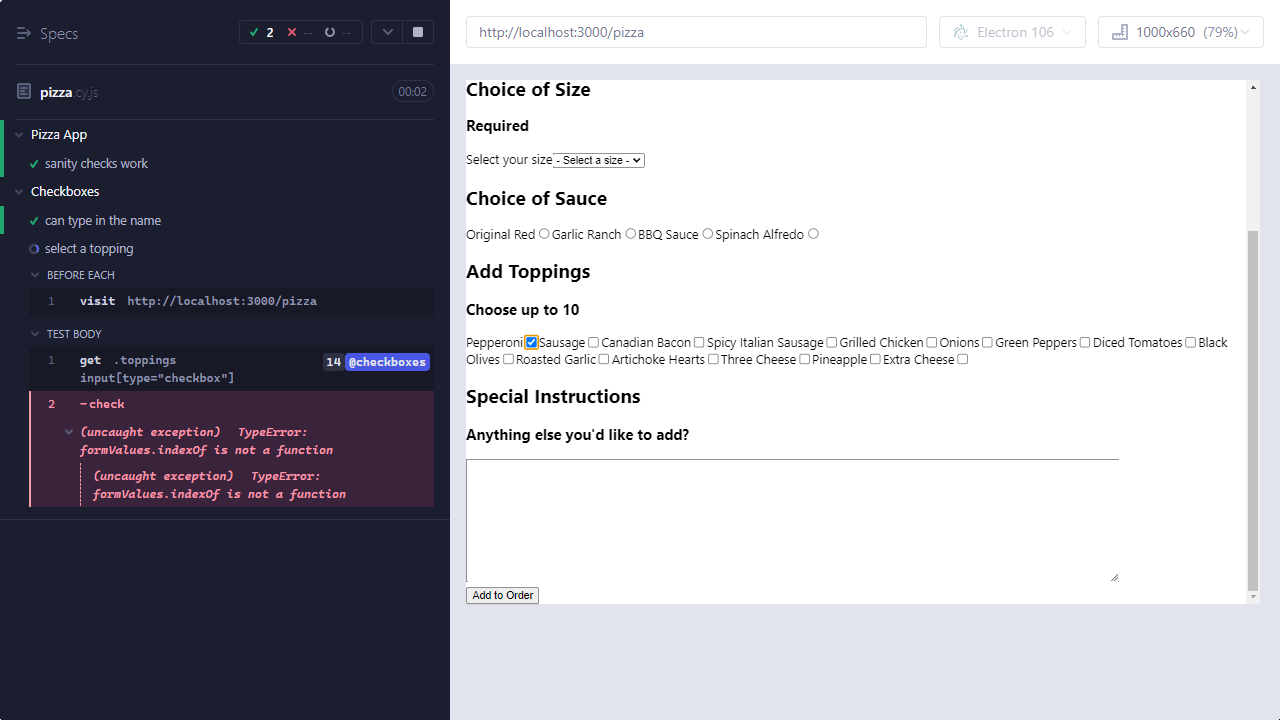 Specs
2 -- --
pizza.cy.js 00:02
Pizza App
sanity checks work
Checkboxes
can type in the name
select a topping
BEFORE EACH
1 visit http://localhost:3000/pizza
TEST BODY
1 get .toppings 14 @checkboxes
input[type="checkbox"]
2 -check
(uncaught exception) TypeError:
formValues.indexOf is not a function
(uncaught exception) TypeError:
formValues.indexOf is not a function
http://localhost:3000/pizza
Electron 106
1000x660 (79%)
Choice of Size
Required
Select your size - Select a size -
Choice of Sauce
Original Red Garlic Ranch BBQ Sauce Spinach Alfredo
Add Toppings
Choose up to 10
Pepperoni Sausage Canadian Bacon Spicy Italian Sausage Grilled Chicken Onions Green Peppers Diced Tomatoes Black
Olives Roasted Garlic Artichoke Hearts Three Cheese Pineapple Extra Cheese
Special Instructions
Anything else you'd like to add?
Add to Order